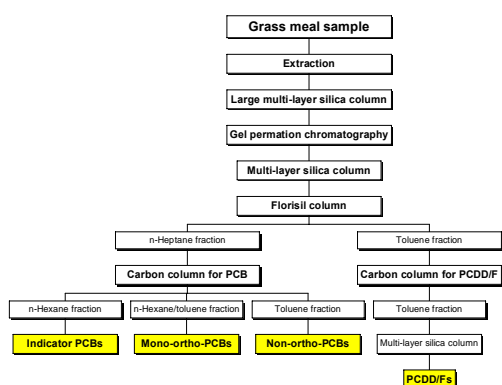 Grass meal sample
Extraction
Large multi-layer silica column
Gel permation chromatography
Multi-layer silica column
Florisil column
n-Heptane fraction
Toluene fraction
Carbon column for PCB
Carbon column for PCDD/F
n-Hexane fraction
n-Hexane/toluene fraction
Toluene fraction
Toluene fraction
Indicator PCBs
Mono-ortho-PCBs
Non-ortho-PCBs
Multi-layer silica column
PCDD/Fs